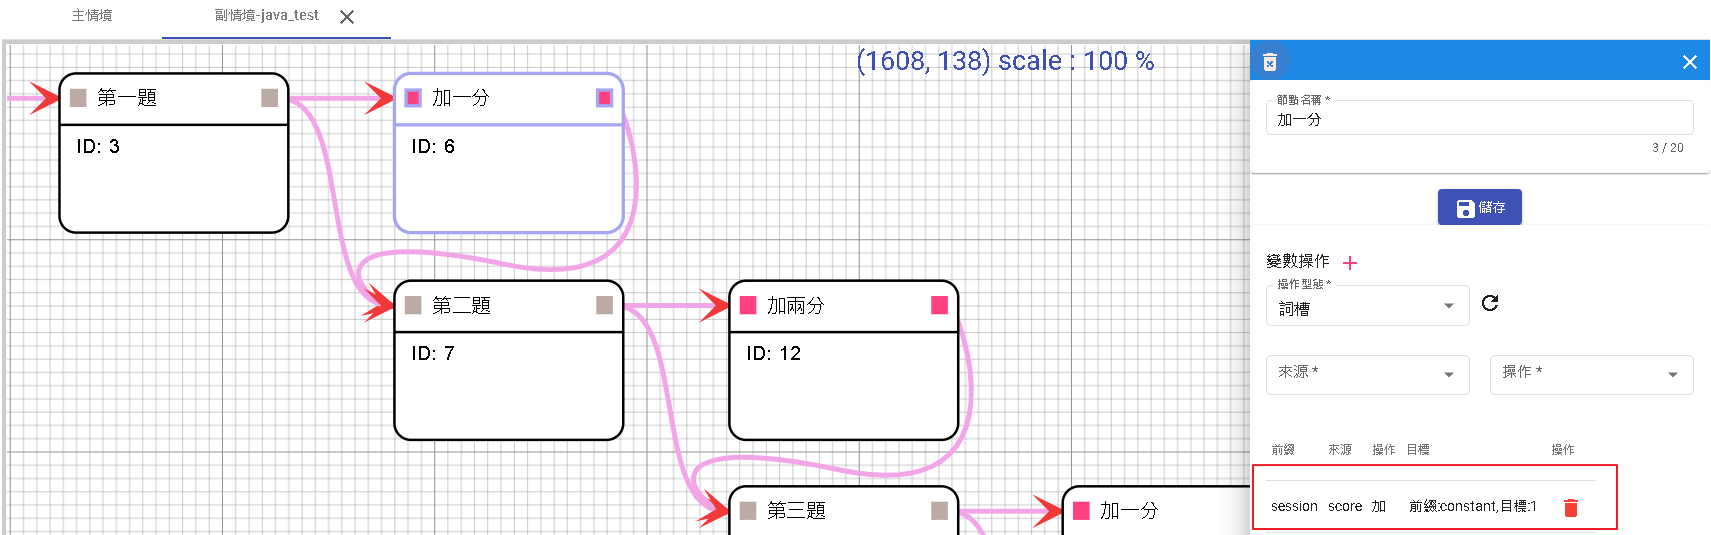 主情境
副情境-java_test
(1608, 138) scale : 100 %
第一題
ID: 3
加一分
ID: 6
第二題
ID: 7
加兩分
ID: 12
第三題
加一分
節點名稱 *
加一分
3 / 20
儲存
變數操作
操作型態 *
詞槽
來源 *
操作 *
前綴 來源 操作 目標 操作
session score 加 前綴:constant,目標:1